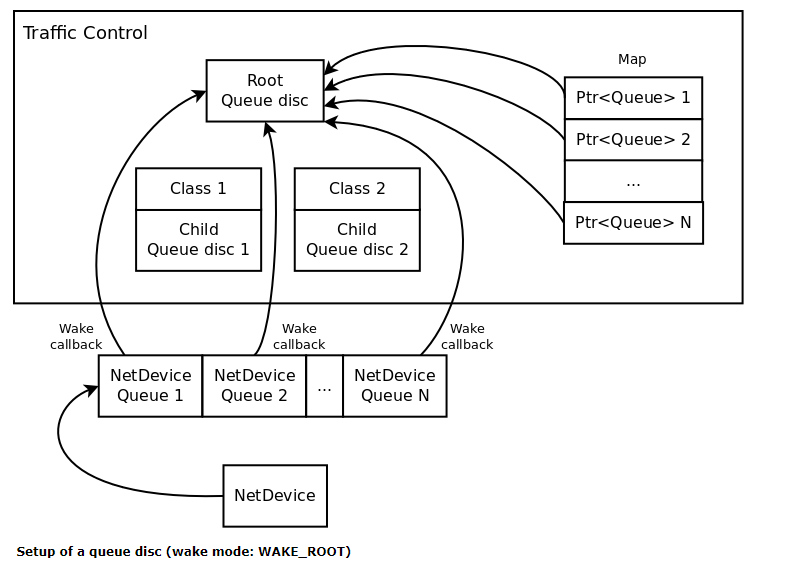 Traffic Control
Map
Root
Queue disc
Ptr<Queue> 1
Ptr<Queue> 2
...
Ptr<Queue> N
Class 1
Child
Queue disc 1
Class 2
Child
Queue disc 2
Wake
callback
Wake
callback
Wake
callback
NetDevice
Queue 1
NetDevice
Queue 2
...
NetDevice
Queue N
NetDevice
Setup of a queue disc (wake mode: WAKE_ROOT)